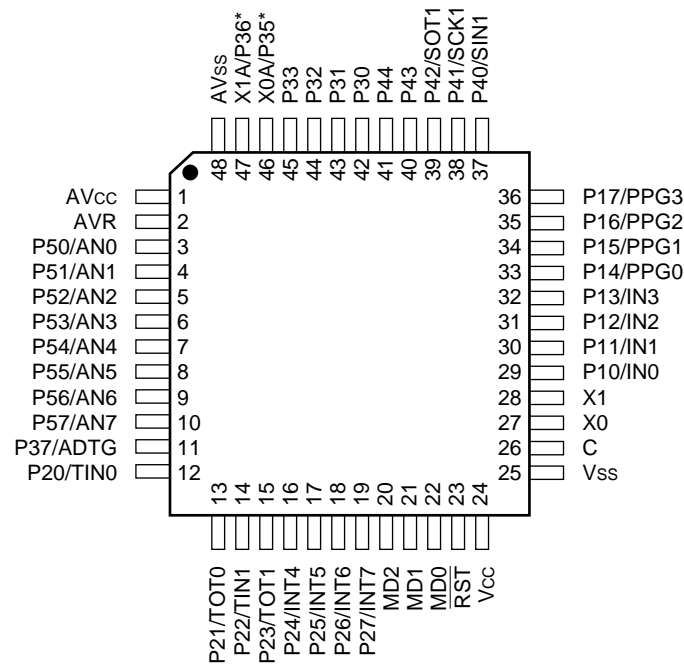 AVss
X1A/P36*
X0A/P35*
P33
P32
P31
P30
P44
P43
P42/SOT1
P41/SCK1
P40/SIN1
48
47
46
45
44
43
42
41
40
39
38
37
AVcc 1
AVR 2
P50/AN0 3
P51/AN1 4
P52/AN2 5
P53/AN3 6
P54/AN4 7
P55/AN5 8
P56/AN6 9
P57/AN7 10
P37/ADTG 11
P20/TIN0 12
36 P17/PPG3
35 P16/PPG2
34 P15/PPG1
33 P14/PPG0
32 P13/IN3
31 P12/IN2
30 P11/IN1
29 P10/IN0
28 X1
27 X0
26 C
25 Vss
13
14
15
16
17
18
19
20
21
22
23
24
P21/TOT0
P22/TIN1
P23/TOT1
P24/INT4
P25/INT5
P26/INT6
P27/INT7
MD2
MD1
MD0
RST
Vcc